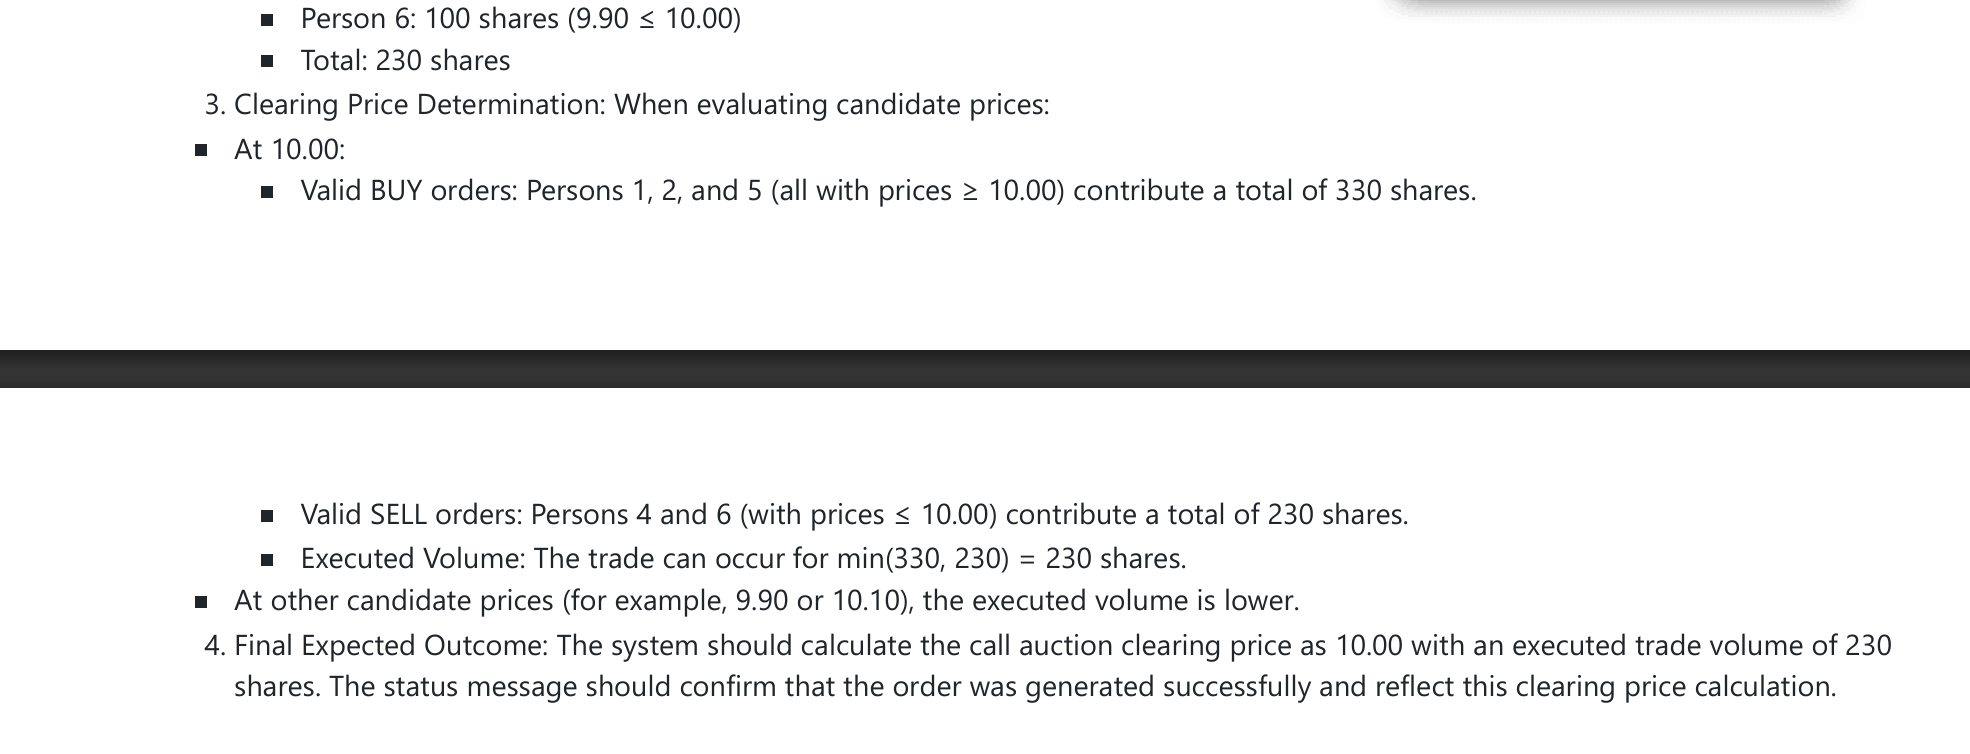 ▪ Person 6: 100 shares (9.90 ≤ 10.00)
▪ Total: 230 shares
3. Clearing Price Determination: When evaluating candidate prices:
▪ At 10.00:
▪ Valid BUY orders: Persons 1, 2, and 5 (all with prices ≥ 10.00) contribute a total of 330 shares.
▪ Valid SELL orders: Persons 4 and 6 (with prices ≤ 10.00) contribute a total of 230 shares.
▪ Executed Volume: The trade can occur for min(330, 230) = 230 shares.
▪ At other candidate prices (for example, 9.90 or 10.10), the executed volume is lower.
4. Final Expected Outcome: The system should calculate the call auction clearing price as 10.00 with an executed trade volume of 230
shares. The status message should confirm that the order was generated successfully and reflect this clearing price calculation.